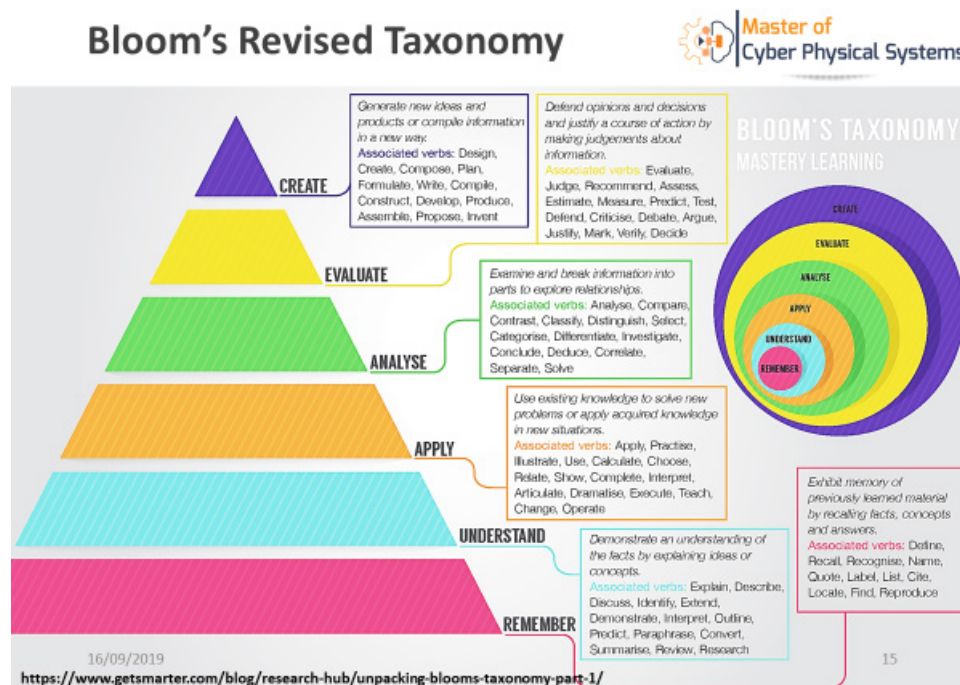 Bloom's Revised Taxonomy
Master of
Cyber Physical Systems
Generate new ideas and
products or compile information
in a new way.
Associated verbs: Design,
Create, Compose, Plan,
Formulate, Write, Compile,
Construct, Develop, Produce,
Assemble, Propose, Invent
CREATE
Defend opinions and decisions
and justify a course of action by
making judgements about
information.
Associated verbs: Evaluate,
Judge, Recommend, Assess,
Estimate, Measure, Predict, Test,
Defend, Criticise, Debate, Argue,
Justify, Mark, Verify, Decide
EVALUATE
BLOOM'S TAXONOMY
MASTERY LEARNING
CREATE
EVALUATE
ANALYSE
APPLY
UNDERSTAND
REMEMBER
Examine and break information into
parts to explore relationships.
Associated verbs: Analyse, Compare,
Contrast, Classify, Distinguish, Select,
Categorise, Differentiate, Investigate,
Conclude, Deduce, Correlate,
Separate, Solve
ANALYSE
Use existing knowledge to solve new
problems or apply acquired knowledge
in new situations.
Associated verbs: Apply, Practise,
Illustrate, Use, Calculate, Choose,
Relate, Show, Complete, Interpret,
Articulate, Dramatise, Execute, Teach,
Change, Operate
APPLY
Demonstrate an understanding of
the facts by explaining ideas or
concepts.
Associated verbs: Explain, Describe,
Discuss, Identify, Extend,
Demonstrate, Interpret, Outline,
Predict, Paraphrase, Convert,
Summarise, Review, Research
UNDERSTAND
Exhibit memory of
previously learned material
by recalling facts, concepts
and answers.
Associated verbs: Define,
Recall, Recognise, Name,
Quote, Label, List, Cite,
Locate, Find, Reproduce
REMEMBER
16/09/2019
15
https://www.getsmarter.com/blog/research-hub/unpacking-blooms-taxonomy-part-1/